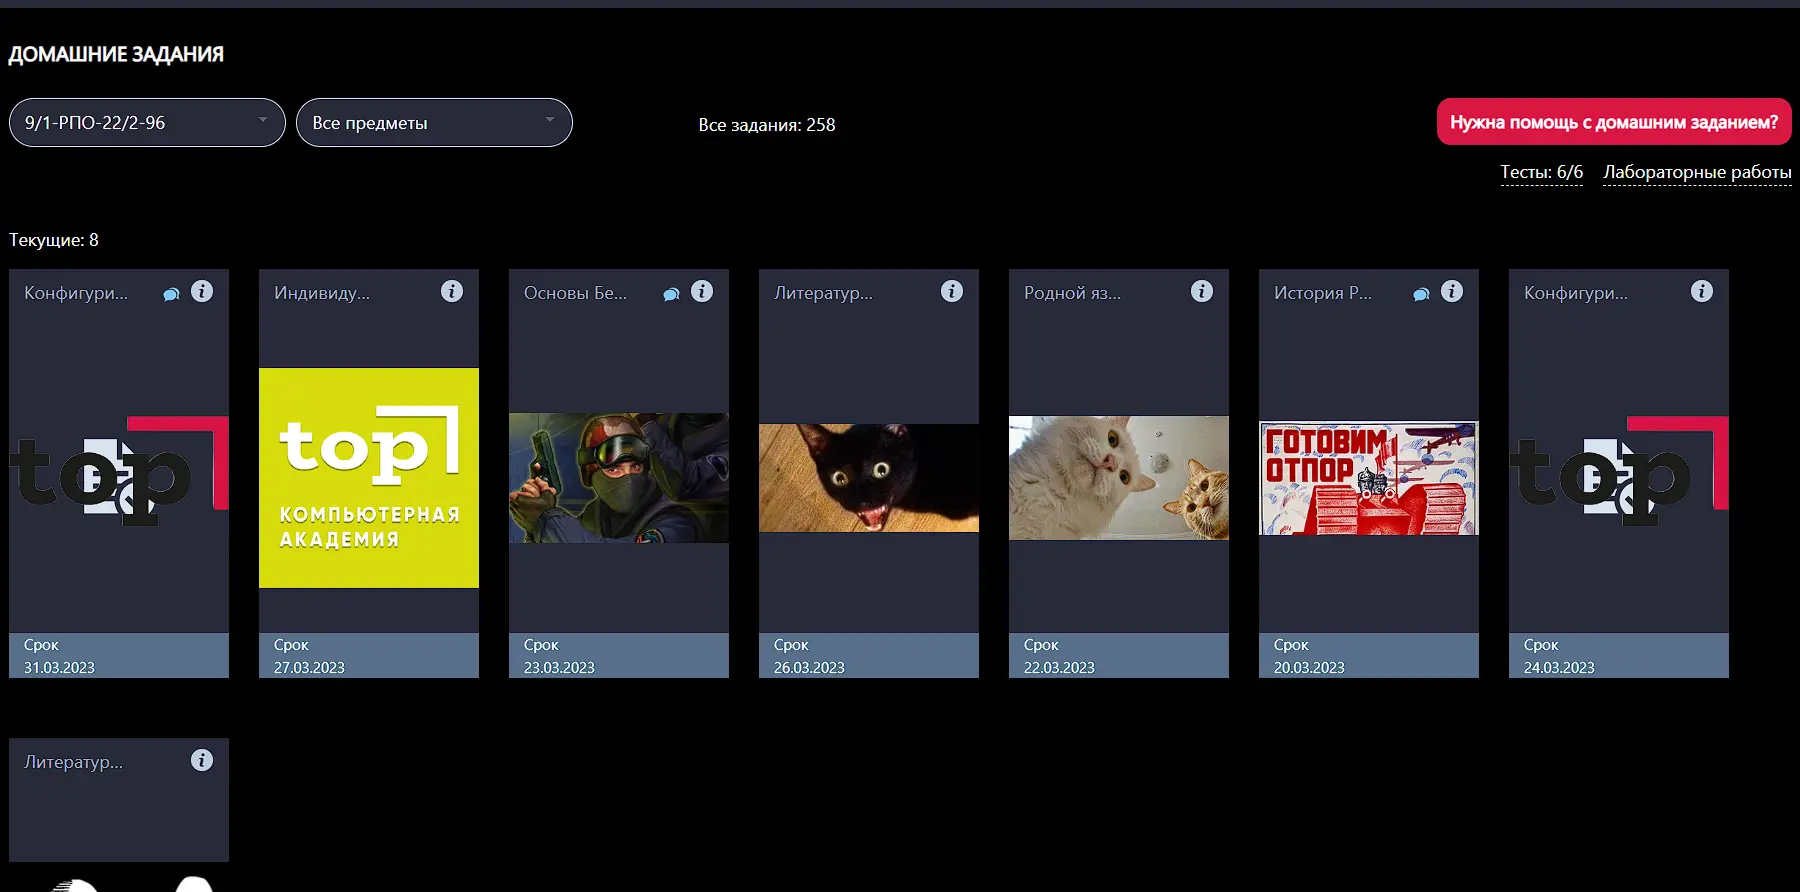 ДОМАШНИЕ ЗАДАНИЯ
9/1-РПО-22/2-96
Все предметы
Все задания: 258
Нужна помощь с домашним заданием?
Тесты: 6/6
Лабораторные работы
Текущие: 8
Конфигури...
Индивиду...
Основы Бе...
Литератур...
Родной яз...
История Р...
Конфигури...
top
top
КОМПЬЮТЕРНАЯ
АКАДЕМИЯ
ГОТОВИМ
ОТПОР
top
Срок
31.03.2023
Срок
27.03.2023
Срок
23.03.2023
Срок
26.03.2023
Срок
22.03.2023
Срок
20.03.2023
Срок
24.03.2023
Литератур...